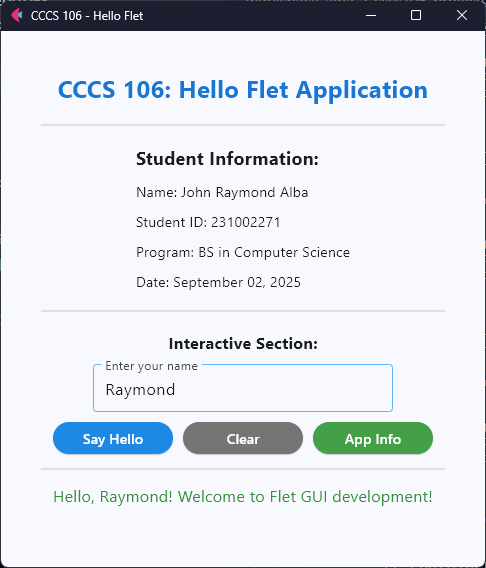 CCCS 106 - Hello Flet
CCCS 106: Hello Flet Application
Student Information:
Name: John Raymond Alba
Student ID: 231002271
Program: BS in Computer Science
Date: September 02, 2025
Interactive Section:
Enter your name
Raymond
Say Hello Clear App Info
Hello, Raymond! Welcome to Flet GUI development!